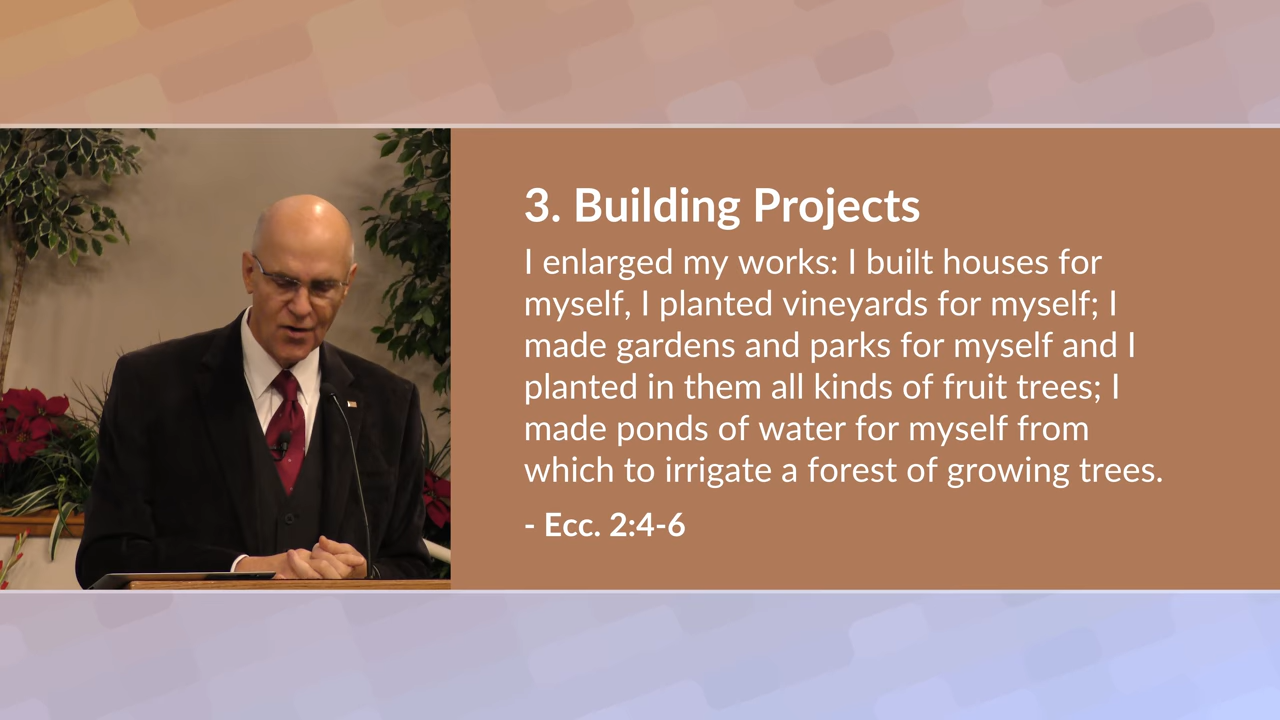 3. Building Projects
I enlarged my works: I built houses for
myself, I planted vineyards for myself; I
made gardens and parks for myself and I
planted in them all kinds of fruit trees; I
made ponds of water for myself from
which to irrigate a forest of growing trees.
- Ecc. 2:4-6